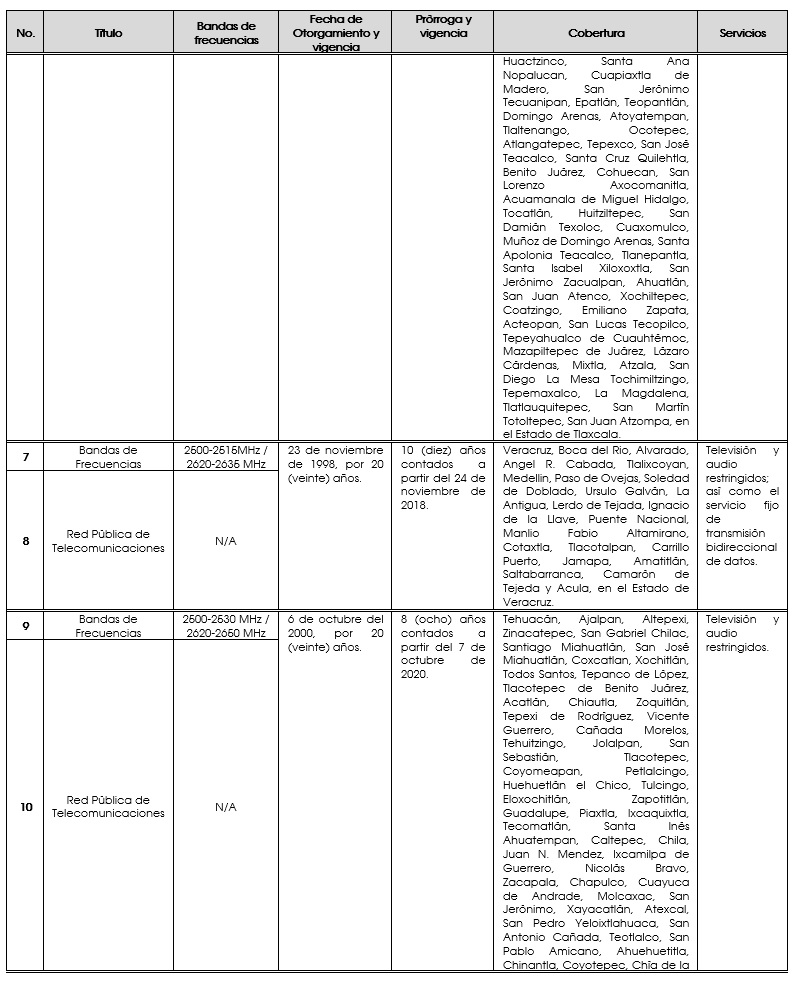 No.
Título
Bandas de
frecuencias
Fecha de
Otorgamiento y
vigencia
Prórroga y
vigencia
Cobertura
Servicios
Huactzinco, Santa Ana
Nopalucan, Cuapiaxtla de
Madero, San Jerónimo
Tecuanipan, Epatlán, Teopantlán,
Domingo Arenas, Atoyatempan,
Tlaltenango, Ocotepec,
Atlangatepec, Tepexco, San José
Teacalco, Santa Cruz Quilehtla,
Benito Juárez, Cohuecan, San
Lorenzo Axocomanitla,
Acuamanala de Miguel Hidalgo,
Tocatlán, Huitziltepec, San
Damián Texoloc, Cuaxomulco,
Muñoz de Domingo Arenas, Santa
Apolonia Teacalco, Tlanepantla,
Santa Isabel Xiloxoxtla, San
Jerónimo Zacualpan, Ahuatlán,
San Juan Atenco, Xochiltepec,
Coatzingo, Emiliano Zapata,
Acteopan, San Lucas Tecopilco,
Tepeyahualco de Cuauhtémoc,
Mazapiltepec de Juárez, Lázaro
Cárdenas, Mixtla, Atzala, San
Diego La Mesa Tochimiltzingo,
Tepemaxalco, La Magdalena,
Tlatlauquitepec, San Martín
Totoltepec, San Juan Atzompa, en
el Estado de Tlaxcala.
7
Bandas de
Frecuencias
2500-2515MHz /
2620-2635 MHz
23 de noviembre
de 1998, por 20
(veinte) años.
10 (diez) años
contados a
partir del 24 de
noviembre de
2018.
Veracruz, Boca del Río, Alvarado,
Angel R. Cabada, Tlalixcoyan,
Medellin, Paso de Ovejas, Soledad
de Doblado, Ursulo Galván, La
Antigua, Lerdo de Tejada, Ignacio
de la Llave, Puente Nacional,
Manlio Fabio Altamirano,
Cotaxtla, Tlacotalpan, Carrillo
Puerto, Jamapa, Amatitlán,
Saltabarranca, Camarón de
Tejeda y Acula, en el Estado de
Veracruz.
Televisión y
audio
restringidos;
así como el
servicio fijo
de
transmisión
bidireccional
de datos.
8
Red Pública de
Telecomunicaciones
N/A
9
Bandas de
Frecuencias
2500-2530 MHz /
2620-2650 MHz
6 de octubre del
2000, por 20
(veinte) años.
8 (ocho) años
contados a
partir del 7 de
octubre de
2020.
Tehuacán, Ajalpan, Altepexi,
Zinacatepec, San Gabriel Chilac,
Santiago Miahuatlán, San José
Miahuatlán, Coxcatlan, Xochitlán,
Todos Santos, Tepanco de López,
Tlacotepec de Benito Juárez,
Acatlán, Chiautla, Zoquitlán,
Tepexi de Rodríguez, Vicente
Guerrero, Cañada Morelos,
Tehuitzingo, Jolalpan, San
Sebastián, Tlacotepec,
Coyomeapan, Petlalcingo,
Huehuetlán el Chico, Tulcingo,
Eloxochitlán, Zapotitlán,
Guadalupe, Piaxtla, Ixcaquixtla,
Tecomatlán, Santa Inés
Ahuatempan, Caltepec, Chila,
Juan N. Mendez, Ixcamilpa de
Guerrero, Nicolás Bravo,
Zacapala, Chapulco, Cuayuca
de Andrade, Molcaxac, San
Jerónimo, Xayacatlán, Atexcal,
San Pedro Yeloixtlahuaca, San
Antonio Cañada, Teotlalco, San
Pablo Amicano, Ahuehuetitla,
Chinantla, Coyotepec, Chía de la
Televisión y
audio
restringidos.
10
Red Pública de
Telecomunicaciones
N/A